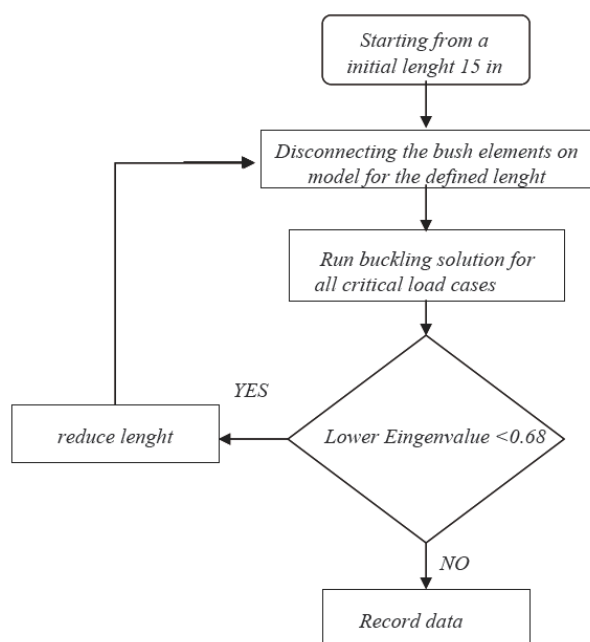 Starting from a
initial lenght 15 in
Disconnecting the bush elements on
model for the defined lenght
Run buckling solution for
all critical load cases
YES
reduce lenght
Lower Eingenvalue <0.68
NO
Record data